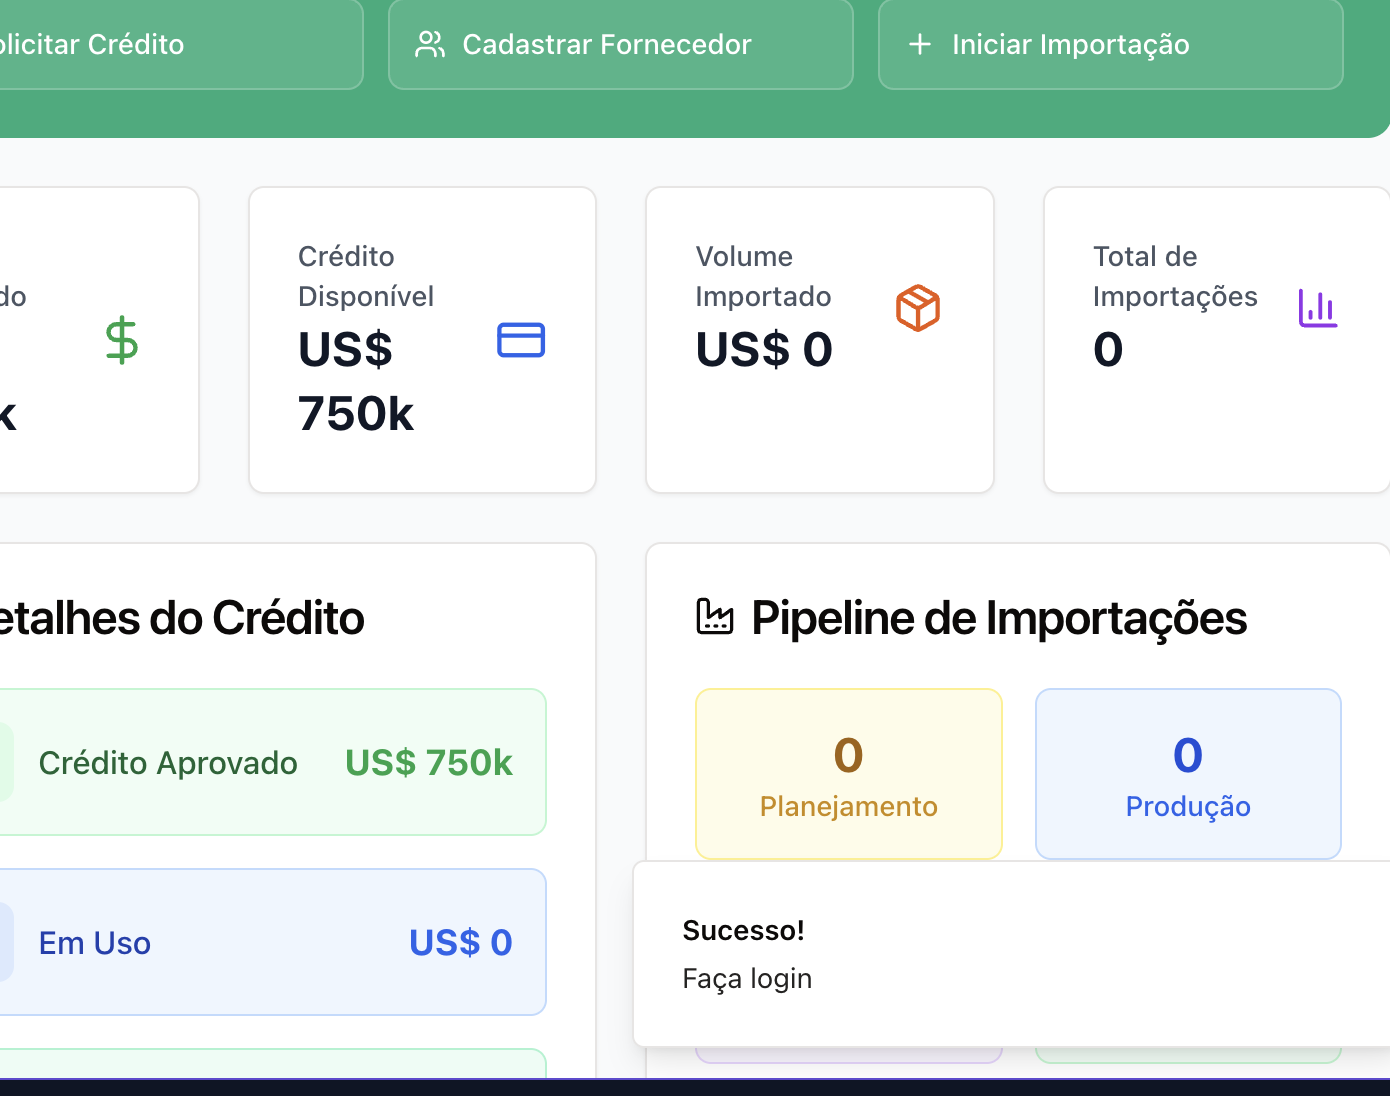 olicitar Crédito
Cadastrar Fornecedor
Iniciar Importação
do
k
Crédito
Disponível
US$
750k
Volume
Importado
US$ 0
Total de
Importações
0
etalhes do Crédito
Crédito Aprovado
US$ 750k
Em Uso
US$ 0
Pipeline de Importações
0
Planejamento
0
Produção
Sucesso!
Faça login